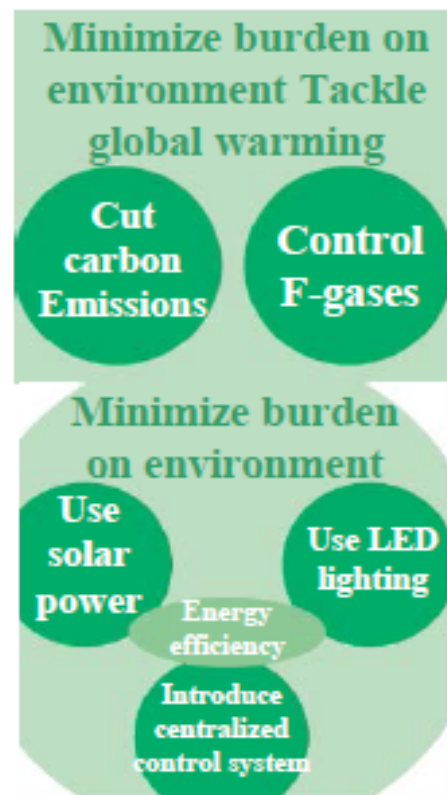 Minimize burden on
environment Tackle
global warming
Cut
carbon
Emissions
Control
F-gases
Minimize burden
on environment
Use
solar
power
Use LED
lighting
Energy
efficiency
Introduce
centralized
control system